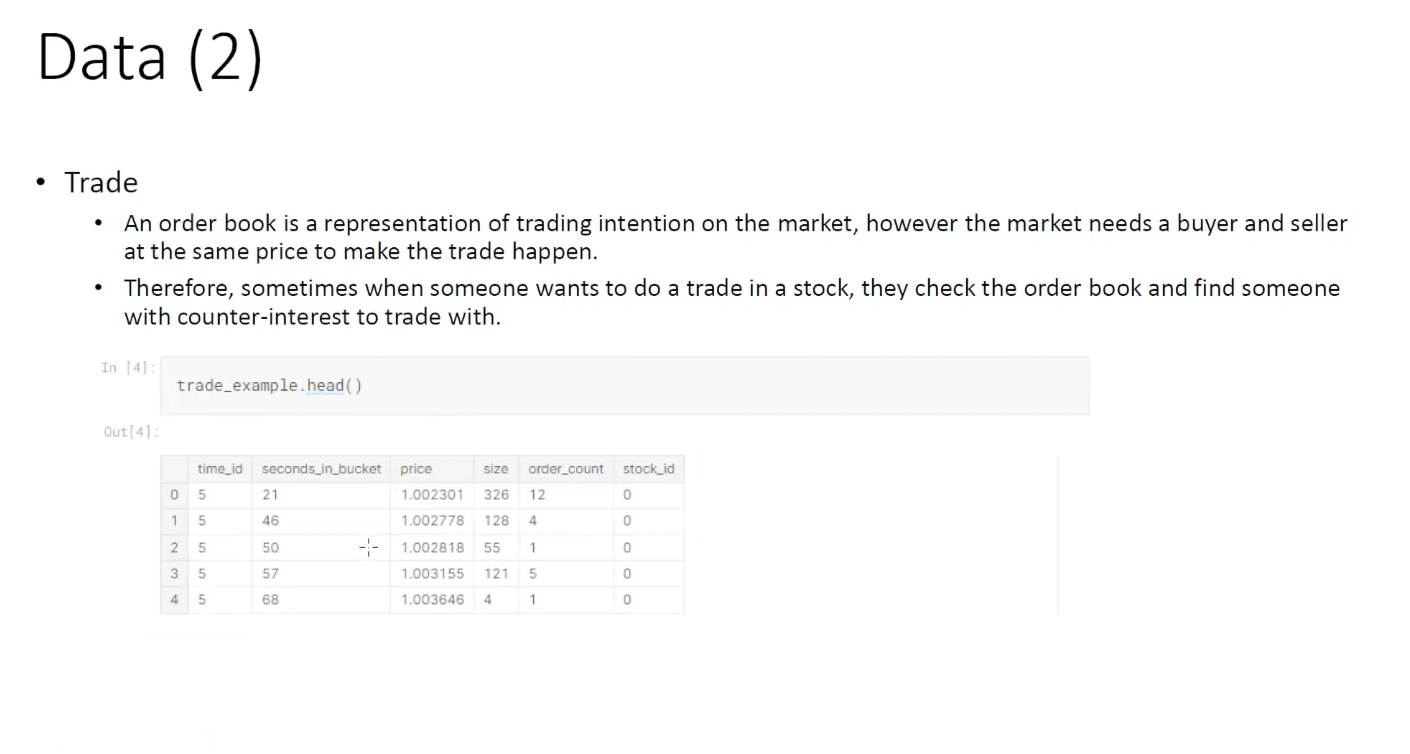 Data (2)
• Trade
• An order book is a representation of trading intention on the market, however the market needs a buyer and seller
at the same price to make the trade happen.
• Therefore, sometimes when someone wants to do a trade in a stock, they check the order book and find someone
with counter-interest to trade with.
In [4]:
trade_example.head()
Out[4]:
time_id seconds_in_bucket price size order_count stock_id
0 5 21 1.002301 326 12 0
1 5 46 1.002778 128 4 0
2 5 50 1.002818 55 1 0
3 5 57 1.003155 121 5 0
4 5 68 1.003646 4 1 0